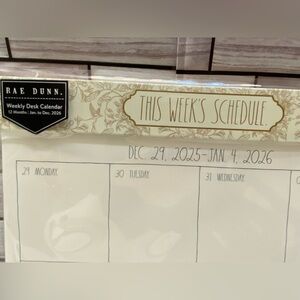 RAE DUNN.
Weekly Desk Calendar
12 Months : Jan. to Dec. 2026
THIS WEEK'S SCHEDULE
DEC. 29, 2025-JAN. 4, 2026
29 MONDAY
30 TUESDAY
31 WEDNESDAY